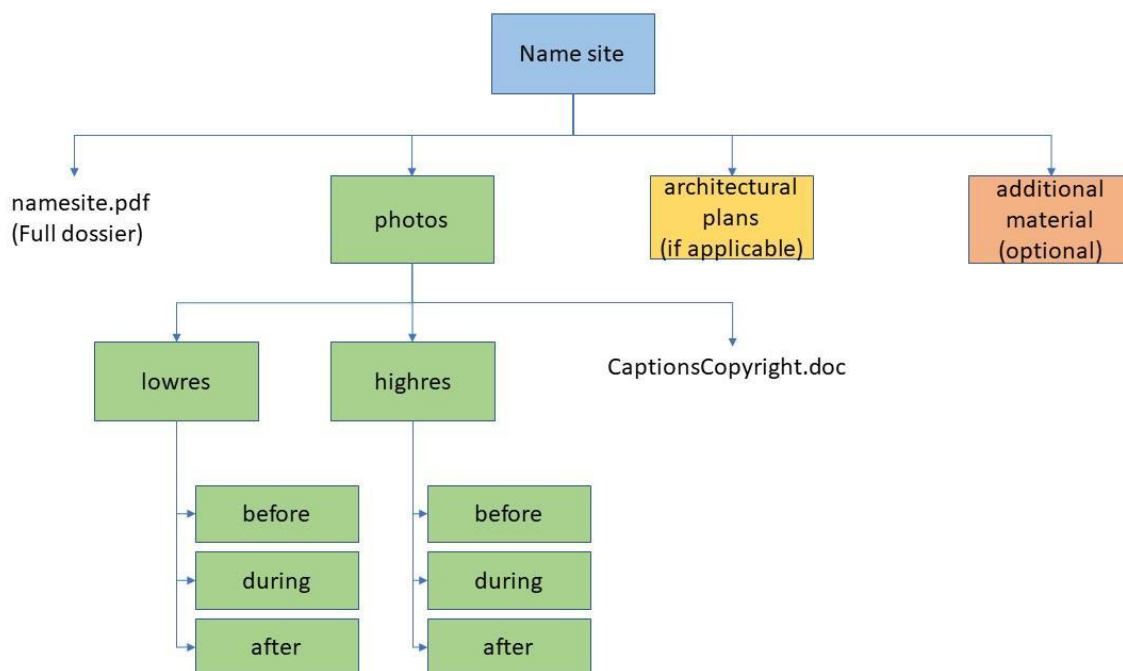 Name site
namesite.pdf
(Full dossier)
photos
architectural
plans
(if applicable)
additional
material
(optional)
lowres
highres
CaptionsCopyright.doc
before
before
during
during
after
after